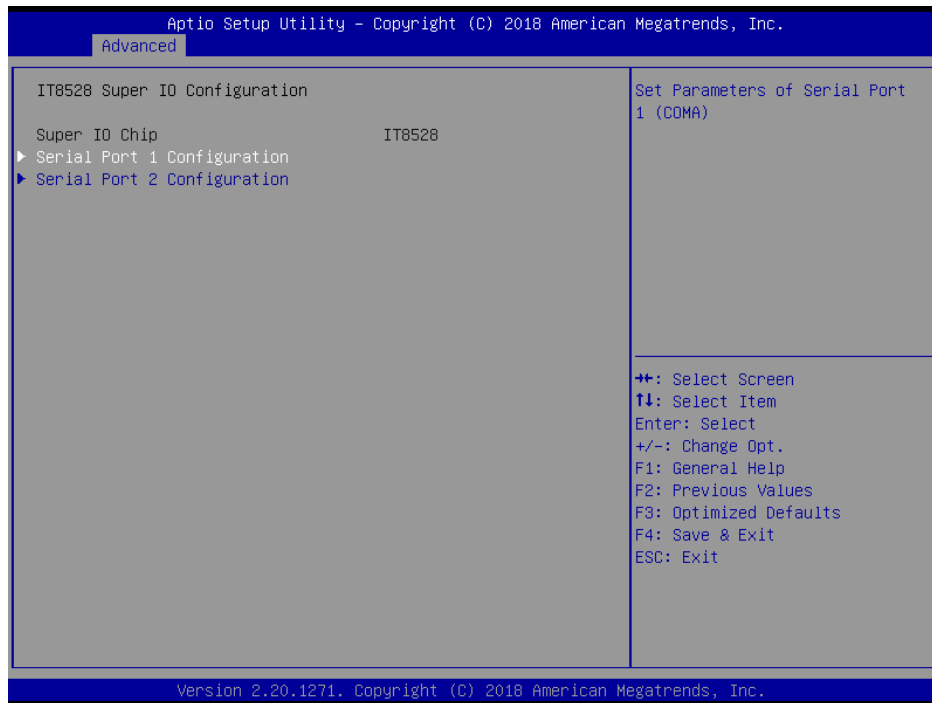 Aptio Setup Utility – Copyright (C) 2018 American Megatrends, Inc.
Advanced
IT8528 Super IO Configuration
Super IO Chip IT8528
Serial Port 1 Configuration
Serial Port 2 Configuration
Set Parameters of Serial Port
1 (COMA)
→←: Select Screen
↑↓: Select Item
Enter: Select
+/-: Change Opt.
F1: General Help
F2: Previous Values
F3: Optimized Defaults
F4: Save & Exit
ESC: Exit
Version 2.20.1271. Copyright (C) 2018 American Megatrends, Inc.